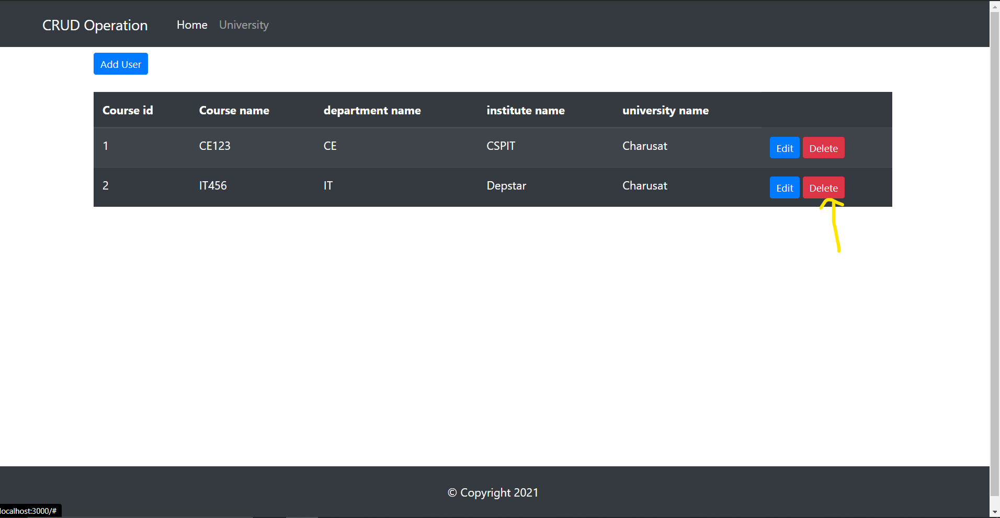 CRUD Operation Home University
Add User
Course id Course name department name institute name university name
1 CE123 CE CSPIT Charusat Edit Delete
2 IT456 IT Depstar Charusat Edit Delete
© Copyright 2021
localhost:3000/#